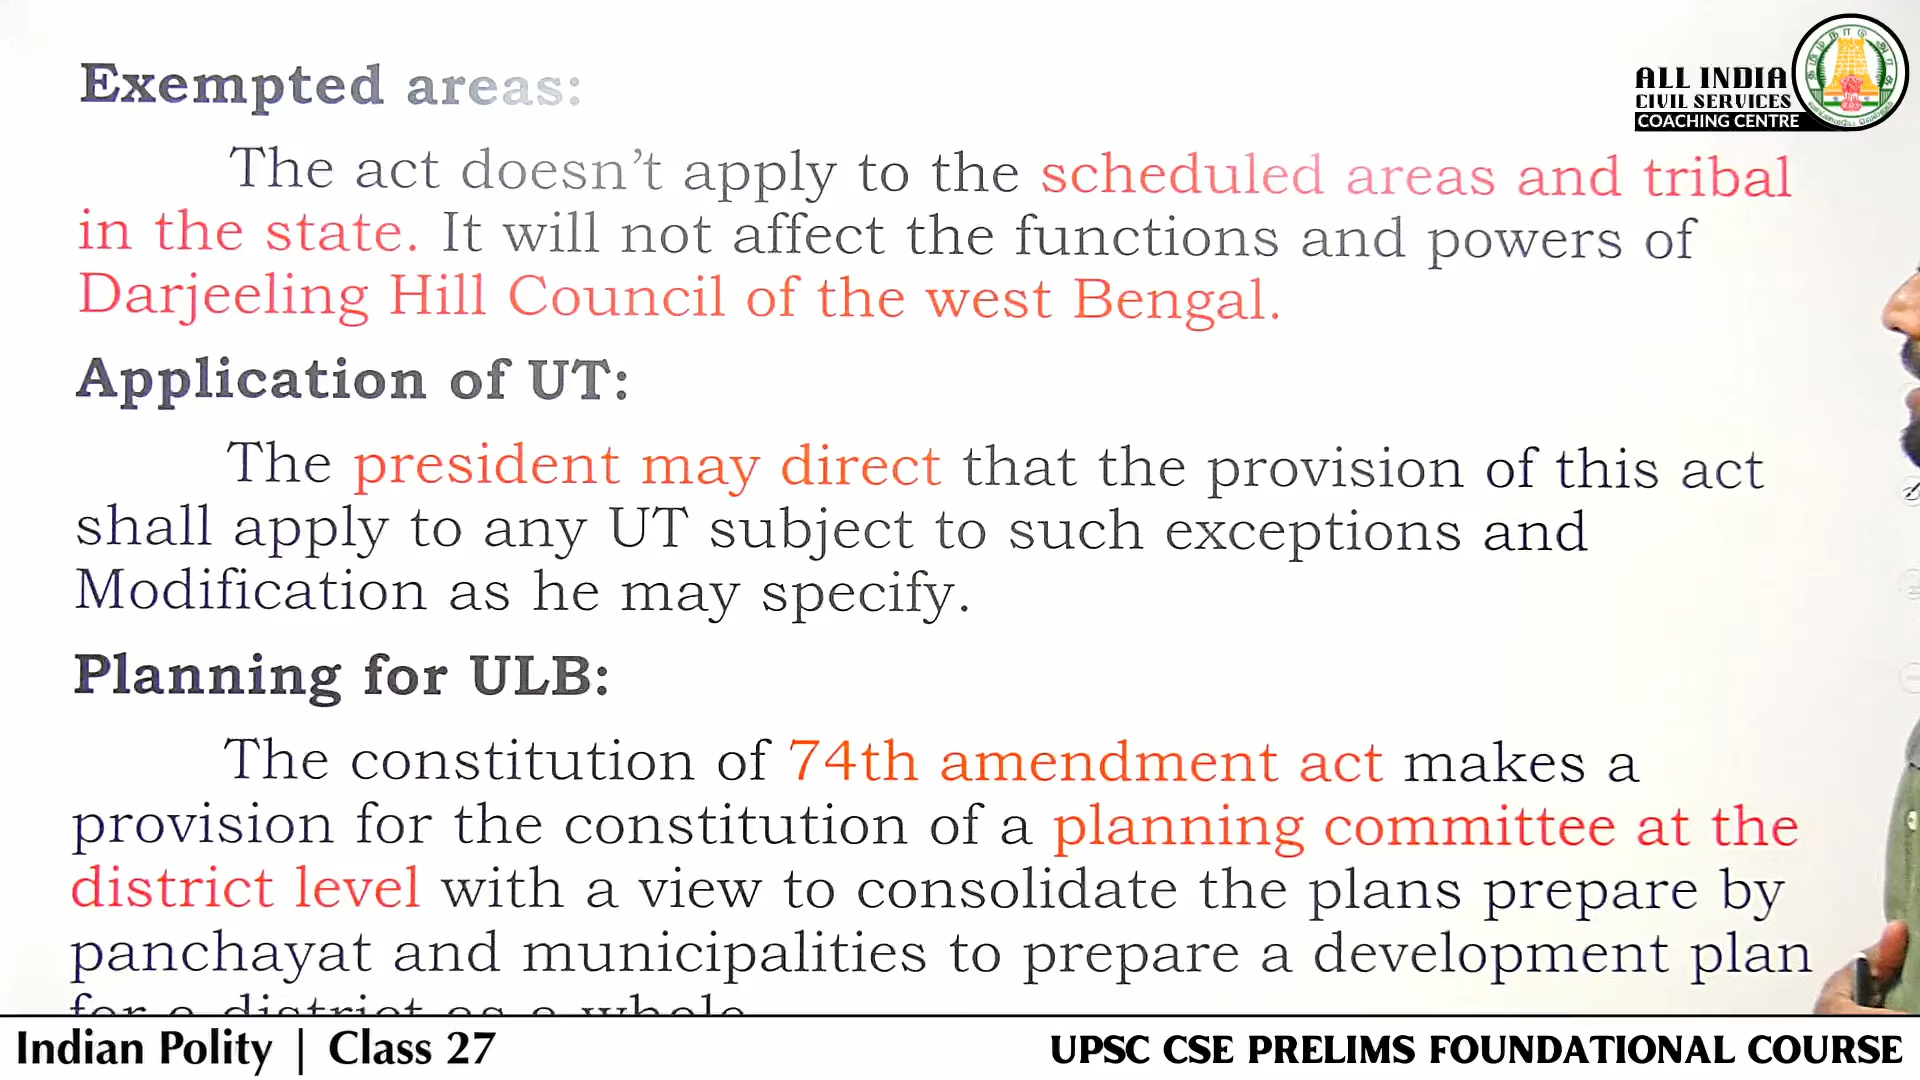 Exempted areas:
ALL INDIA
CIVIL SERVICES
COACHING CENTRE
The act doesn't apply to the scheduled areas and tribal
in the state. It will not affect the functions and powers of
Darjeeling Hill Council of the west Bengal.
Application of UT:
The president may direct that the provision of this act
shall apply to any UT subject to such exceptions and
Modification as he may specify.
Planning for ULB:
The constitution of 74th amendment act makes a
provision for the constitution of a planning committee at the
district level with a view to consolidate the plans prepare by
panchayat and municipalities to prepare a development plan
for a district as a whole
Indian Polity | Class 27
UPSC CSE PRELIMS FOUNDATIONAL COURSE